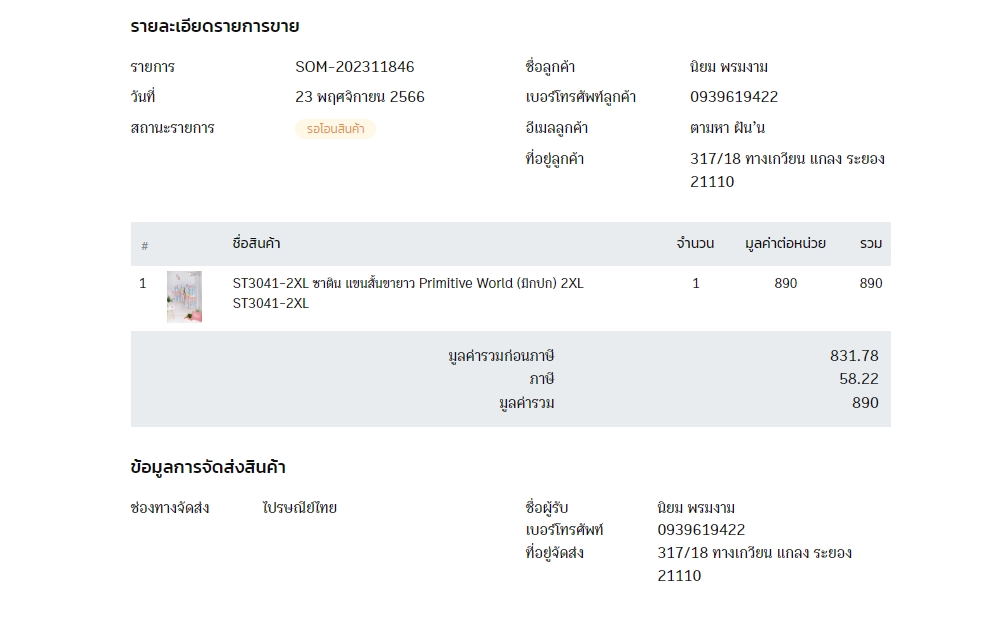 รายละเอียดรายการขาย
รายการ SOM-202311846
วันที่ 23 พฤศจิกายน 2566
สถานะรายการ รอโอนสินค้า
ชื่อลูกค้า นิยม พรมงาม
เบอร์โทรศัพท์ลูกค้า 0939619422
อีเมลลูกค้า ตามหา ฝัน'น
ที่อยู่ลูกค้า 317/18 ทางเกวียน แกลง ระยอง
21110
# ชื่อสินค้า จำนวน มูลค่าต่อหน่วย รวม
1 ST3041-2XL ซาติน แขนสั้นขายาว Primitive World (มิกปก) 2XL 1 890 890
ST3041-2XL
มูลค่ารวมก่อนภาษี 831.78
ภาษี 58.22
มูลค่ารวม 890
ข้อมูลการจัดส่งสินค้า
ช่องทางจัดส่ง ไปรษณีย์ไทย
ชื่อผู้รับ นิยม พรมงาม
เบอร์โทรศัพท์ 0939619422
ที่อยู่จัดส่ง 317/18 ทางเกวียน แกลง ระยอง
21110